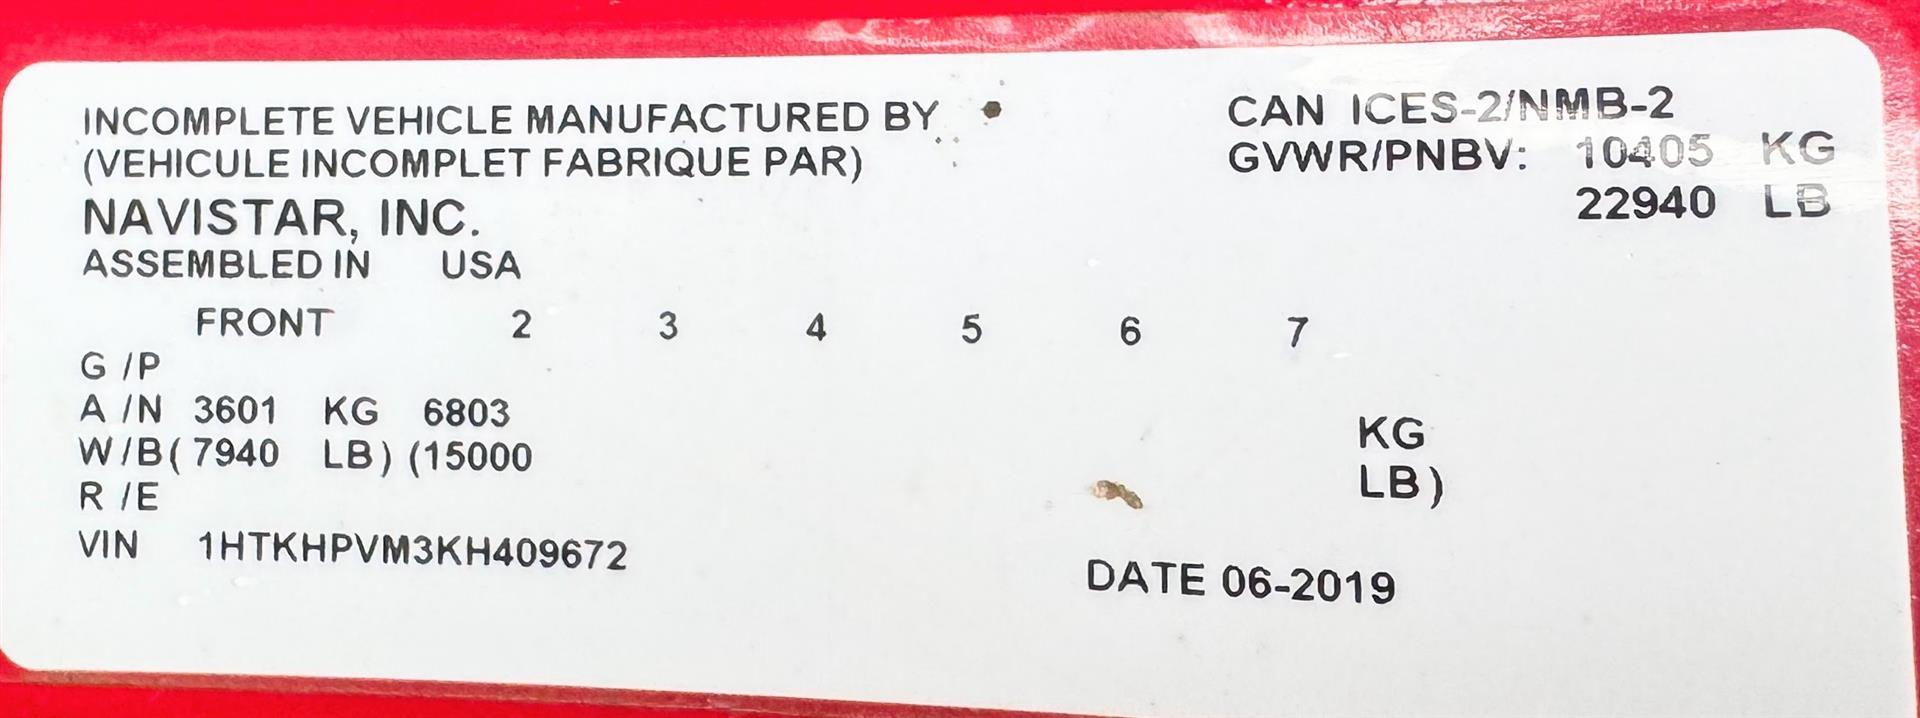 INCOMPLETE VEHICLE MANUFACTURED BY
(VEHICULE INCOMPLET FABRIQUE PAR)
NAVISTAR, INC.
ASSEMBLED IN USA
CAN ICES-2/NMB-2
GVWR/PNBV: 10405 KG
22940 LB
FRONT 2 3 4 5 6 7
G /P
A /N 3601 KG 6803 KG
W/B( 7940 LB) (15000 LB)
R /E
VIN 1HTKHPVM3KH409672
DATE 06-2019